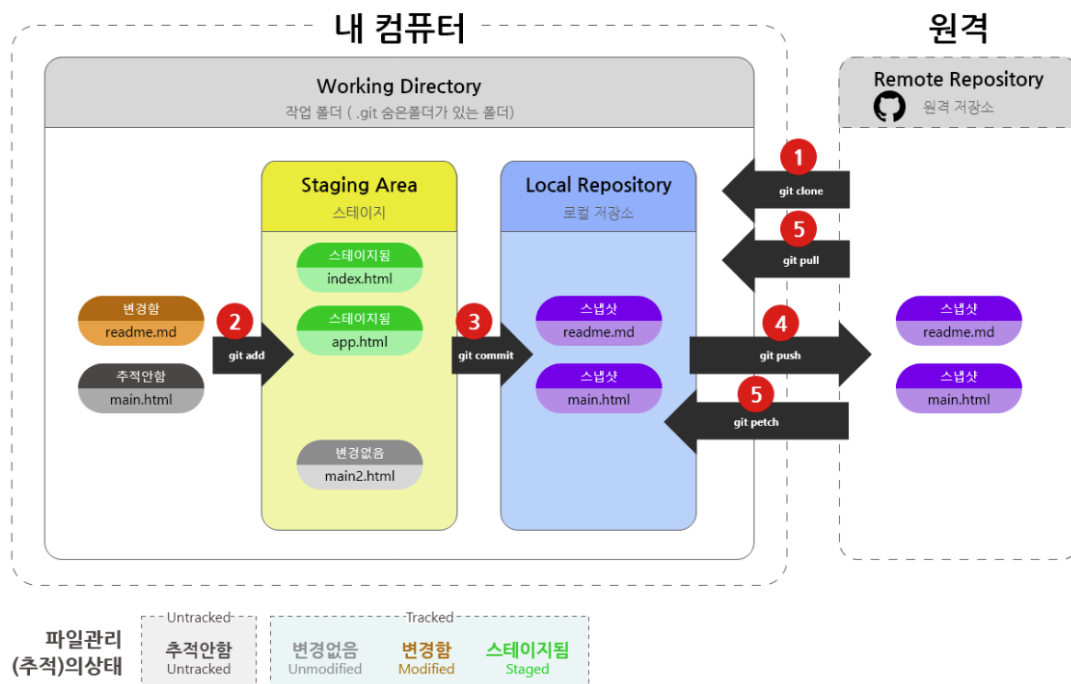 내 컴퓨터
원격
Working Directory
작업 폴더 ( .git 숨은폴더가 있는 폴더)
Remote Repository
원격 저장소
Staging Area
스테이지
Local Repository
로컬 저장소
1
git clone
5
git pull
스테이지됨
index.html
변경함
readme.md
2
git add
스테이지됨
app.html
3
git commit
스냅샷
readme.md
4
git push
스냅샷
readme.md
추적안함
main.html
스냅샷
main.html
5
git petch
스냅샷
main.html
변경없음
main2.html
파일관리
(추적)의상태
Untracked
추적안함
Untracked
Tracked
변경없음
Unmodified
변경함
Modified
스테이지됨
Staged